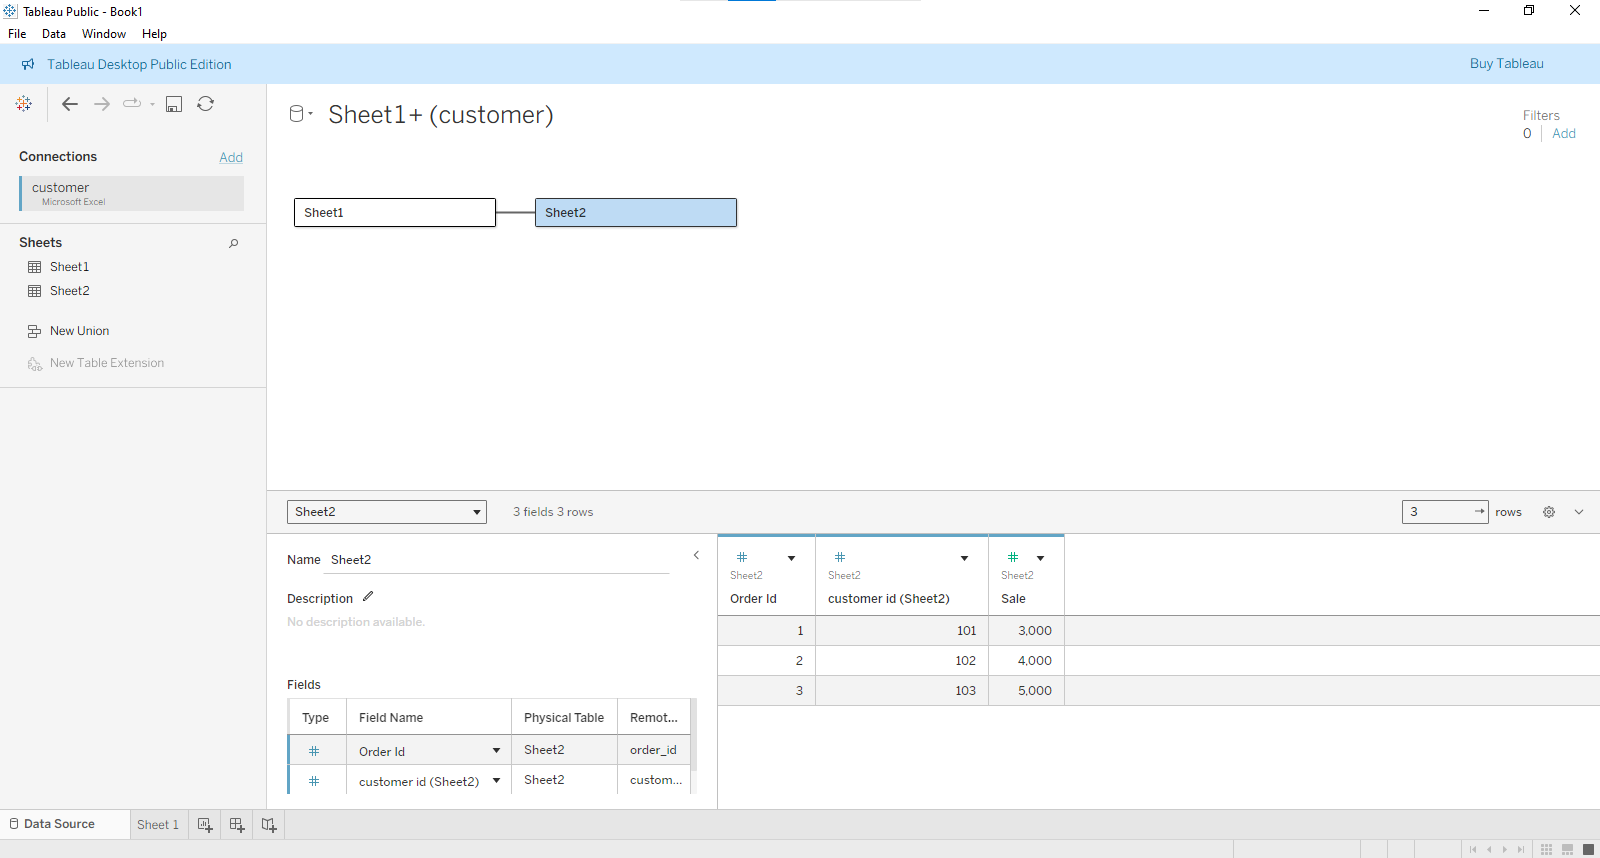 Tableau Public - Book1
File Data Window Help
Tableau Desktop Public Edition
Buy Tableau
Connections Add
customer
Microsoft Excel
Sheets
Sheet1
Sheet2
New Union
New Table Extension
Sheet1+ (customer)
Filters
0 Add
Sheet1
Sheet2
Sheet2
3 fields 3 rows
3 rows
Name Sheet2
Description
No description available.
Fields
Type Field Name Physical Table Remot...
# Order Id Sheet2 order_id
# customer id (Sheet2) Sheet2 custom...
# # #
Sheet2 Sheet2 Sheet2
Order Id customer id (Sheet2) Sale
1 101 3,000
2 102 4,000
3 103 5,000
Data Source Sheet 1